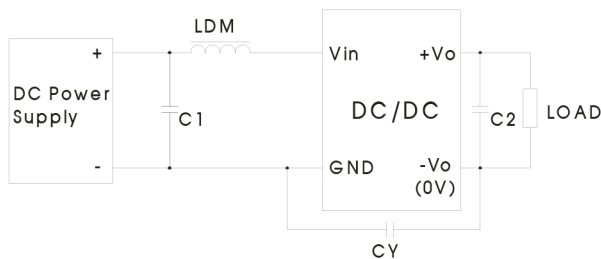 LDM
+
Vin
+Vo
DC Power
Supply
C1
DC/DC
C2
LOAD
-
GND
-Vo
(0V)
CY